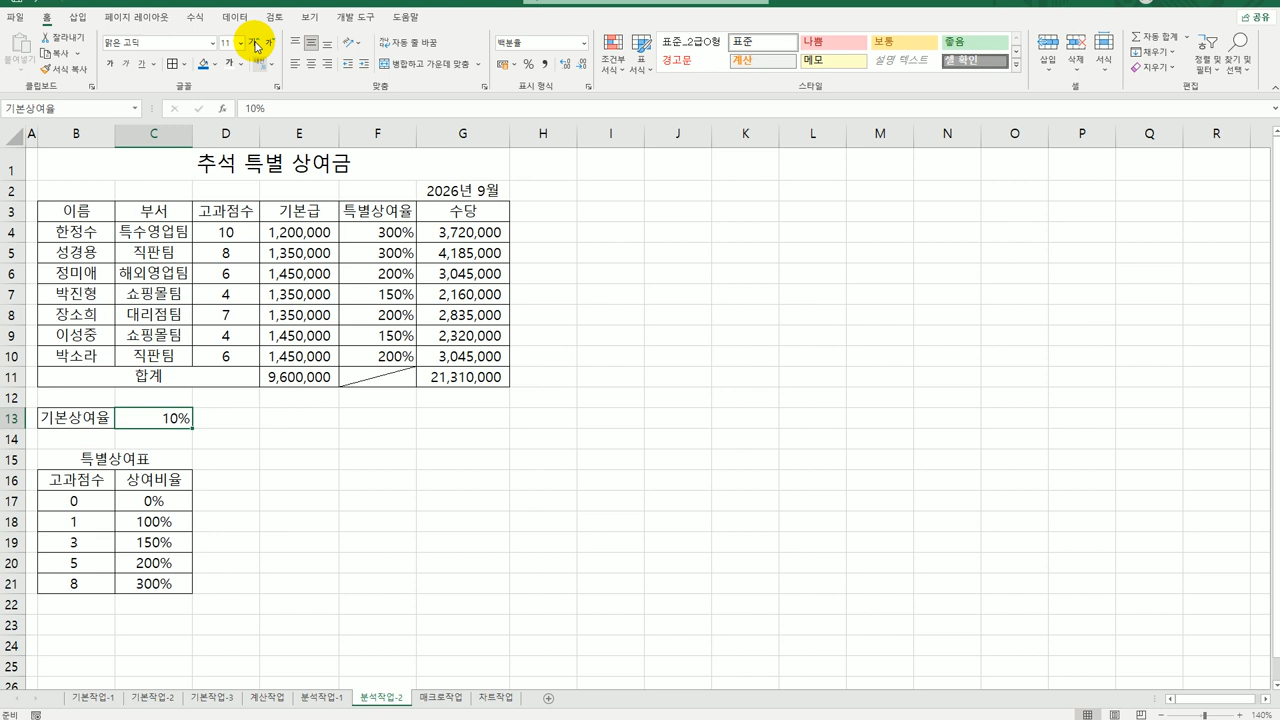 파일 홈 삽입 페이지 레이아웃 수식 데이터 검토 보기 개발 도구 도움말 공유
붙여넣기 잘라내기 복사 서식 복사 클립보드
맑은 고딕 11 가 가 가 가 가 글꼴
자동 줄 바꿈 병합하고 가운데 맞춤 맞춤
백분율 % 표시 형식
조건부 서식 표 서식
표준_2급○형 표준 나쁨 보통 좋음
경고문 계산 메모 설명 텍스트 셀 확인
스타일
삽입 삭제 서식 셀
자동 합계 채우기 지우기 정렬 및 필터 찾기 및 선택 편집
기본상여율 fx 10%
A B C D E F G H I J K L M N O P Q R
1 추석 특별 상여금
2 2026년 9월
3 이름 부서 고과점수 기본급 특별상여율 수당
4 한정수 특수영업팀 10 1,200,000 300% 3,720,000
5 성경용 직판팀 8 1,350,000 300% 4,185,000
6 정미애 해외영업팀 6 1,450,000 200% 3,045,000
7 박진형 쇼핑몰팀 4 1,350,000 150% 2,160,000
8 장소희 대리점팀 7 1,350,000 200% 2,835,000
9 이성중 쇼핑몰팀 4 1,450,000 150% 2,320,000
10 박소라 직판팀 6 1,450,000 200% 3,045,000
11 합계 9,600,000 21,310,000
12
13 기본상여율 10%
14
15 특별상여표
16 고과점수 상여비율
17 0 0%
18 1 100%
19 3 150%
20 5 200%
21 8 300%
22
23
24
25
26
기본작업-1 기본작업-2 기본작업-3 계산작업 분석작업-1 분석작업-2 매크로작업 차트작업
준비 140%